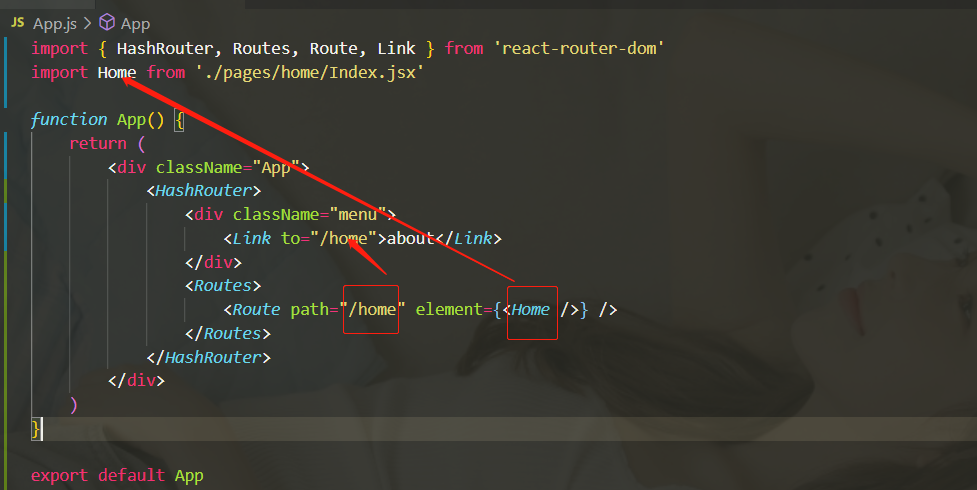 JS App.js > App
import { HashRouter, Routes, Route, Link } from 'react-router-dom'
import Home from './pages/home/Index.jsx'
function App() {
return (
<div className="App">
<HashRouter>
<div className="menu">
<Link to="/home">about</Link>
</div>
<Routes>
<Route path="/home" element={<Home />} />
</Routes>
</HashRouter>
</div>
)
}
export default App